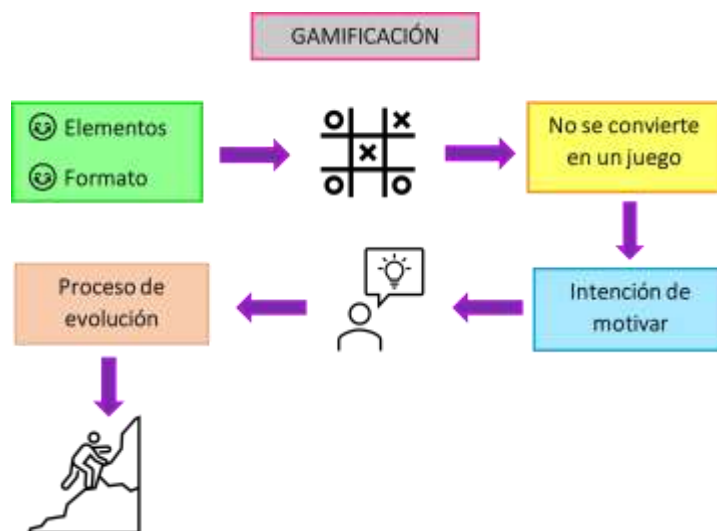 GAMIFICACIÓN
Elementos
Formato
No se convierte
en un juego
Intención de
motivar
Proceso de
evolución